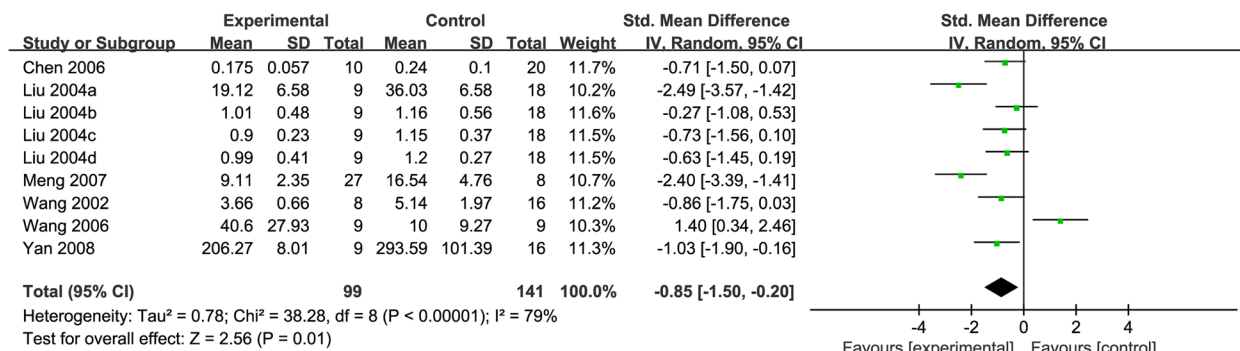 Experimental Control Std. Mean Difference Std. Mean Difference
Study or Subgroup Mean SD Total Mean SD Total Weight IV, Random, 95% CI IV, Random, 95% CI
Chen 2006 0.175 0.057 10 0.24 0.1 20 11.7% -0.71 [-1.50, 0.07]
Liu 2004a 19.12 6.58 9 36.03 6.58 18 10.2% -2.49 [-3.57, -1.42]
Liu 2004b 1.01 0.48 9 1.16 0.56 18 11.6% -0.27 [-1.08, 0.53]
Liu 2004c 0.9 0.23 9 1.15 0.37 18 11.5% -0.73 [-1.56, 0.10]
Liu 2004d 0.99 0.41 9 1.2 0.27 18 11.5% -0.63 [-1.45, 0.19]
Meng 2007 9.11 2.35 27 16.54 4.76 8 10.7% -2.40 [-3.39, -1.41]
Wang 2002 3.66 0.66 8 5.14 1.97 16 11.2% -0.86 [-1.75, 0.03]
Wang 2006 40.6 27.93 9 10 9.27 9 10.3% 1.40 [0.34, 2.46]
Yan 2008 206.27 8.01 9 293.59 101.39 16 11.3% -1.03 [-1.90, -0.16]
Total (95% CI) 99 141 100.0% -0.85 [-1.50, -0.20]
Heterogeneity: Tau² = 0.78; Chi² = 38.28, df = 8 (P < 0.00001); I² = 79%
Test for overall effect: Z = 2.56 (P = 0.01)
-4 -2 0 2 4
Favours [experimental] Favours [control]